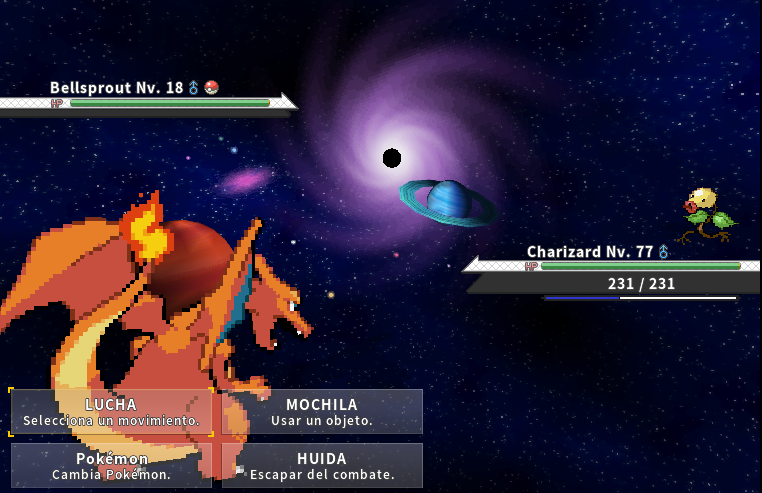 Bellsprout Nv. 18 ♂
HP
Charizard Nv. 77 ♂
HP
231 / 231
LUCHA
Selecciona un movimiento.
MOCHILA
Usar un objeto.
Pokémon
Cambia Pokémon.
HUIDA
Escapar del combate.